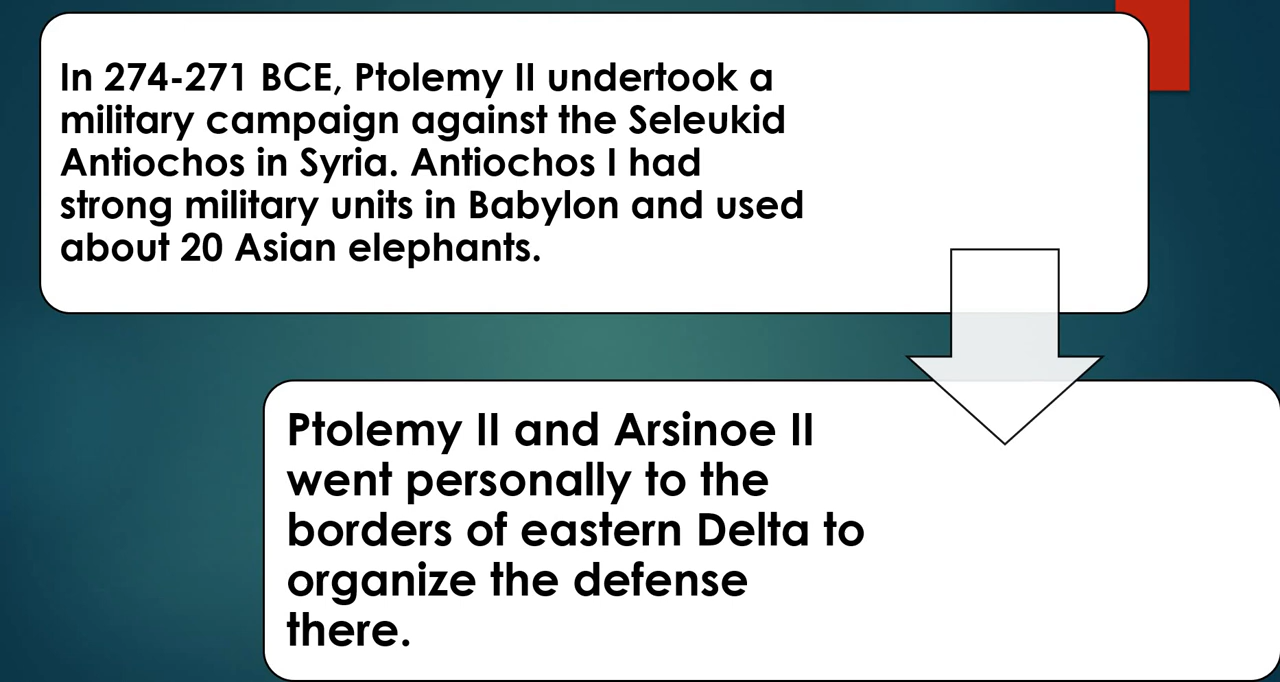 In 274-271 BCE, Ptolemy II undertook a
military campaign against the Seleukid
Antiochos in Syria. Antiochos I had
strong military units in Babylon and used
about 20 Asian elephants.
Ptolemy II and Arsinoe II
went personally to the
borders of eastern Delta to
organize the defense
there.